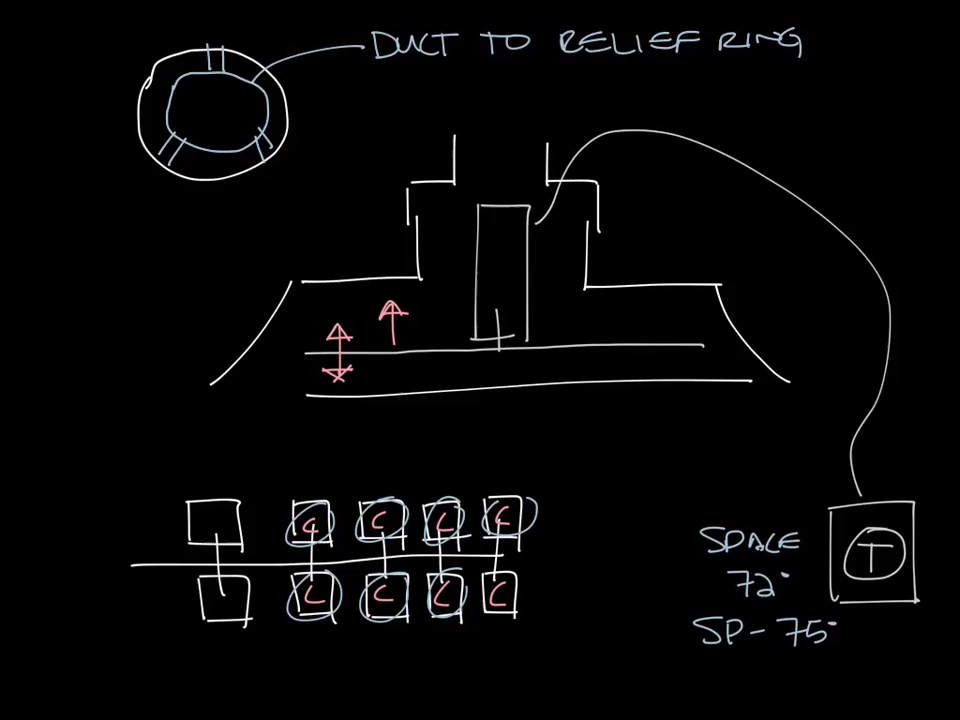 DUCT TO RELIEF RING
C C C C
C C C C
SPACE
72°
SP- 75°
T